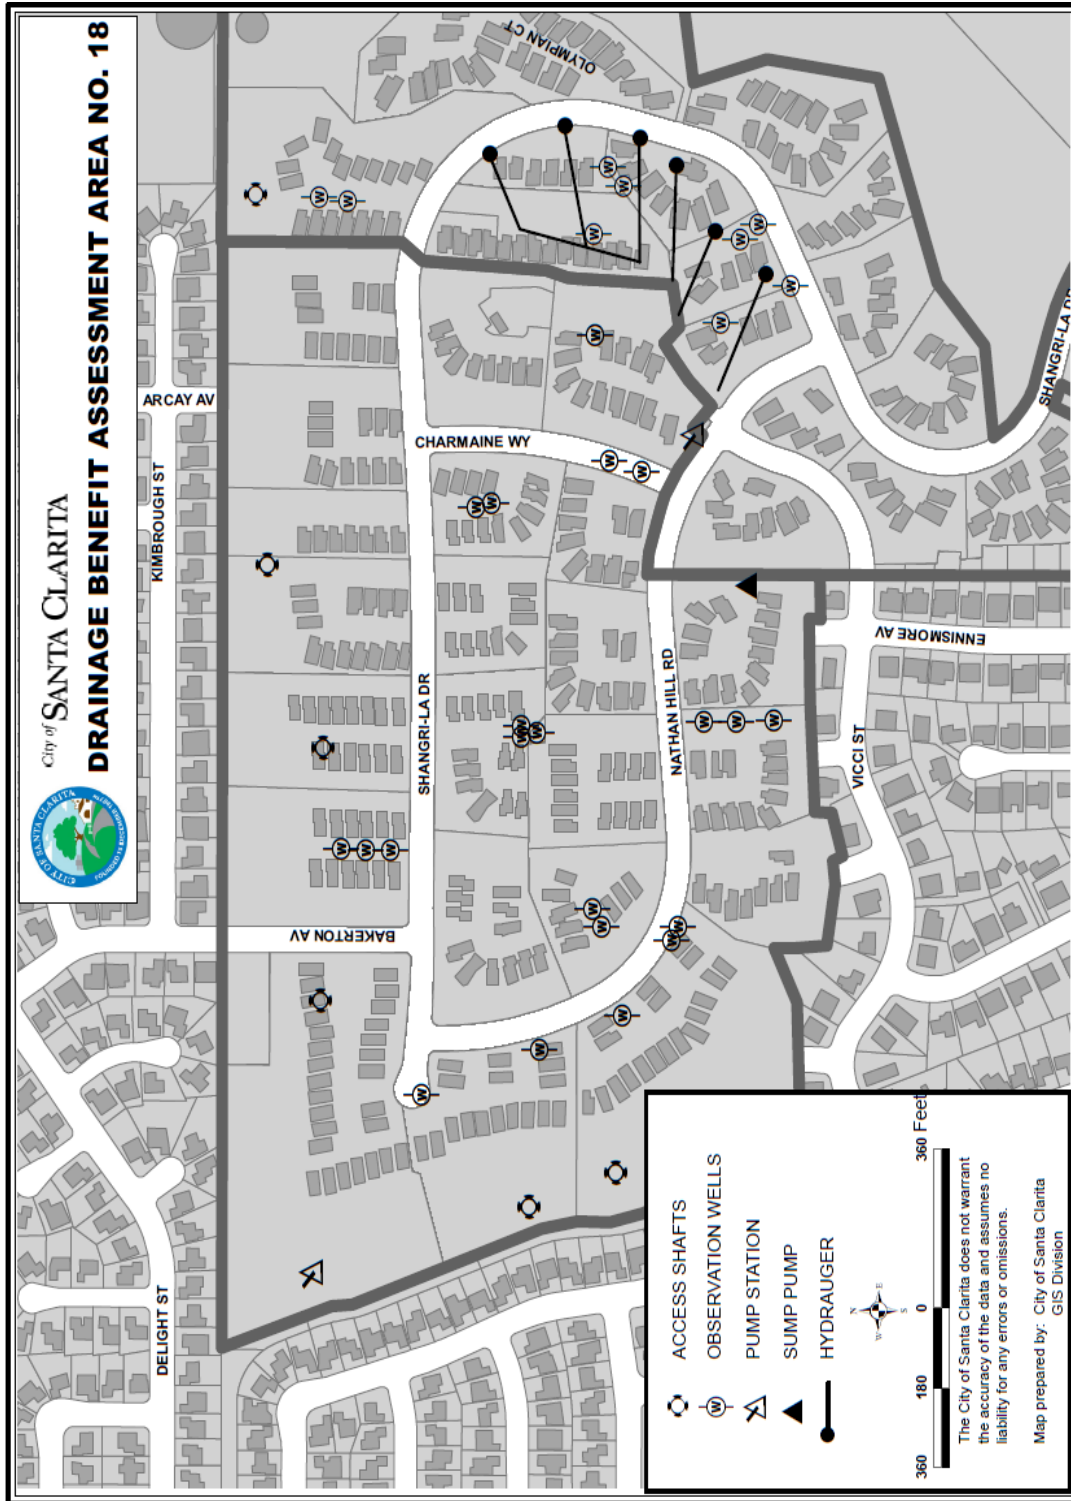 City of SANTA CLARITA
DRAINAGE BENEFIT ASSESSMENT AREA NO. 18
CITY OF SANTA CLARITA
DELIGHT ST
KIMBROUGH ST
ARCAY AV
BAKERTON AV
SHANGRI-LA DR
CHARMAINE WY
OLYMPIAN CT
NATHAN HILL RD
VICCI ST
ENNISMORE AV
SHANGRI-LA DR
ACCESS SHAFTS
W OBSERVATION WELLS
PUMP STATION
SUMP PUMP
HYDRAUGER
N
W E
S
360 180 0 360 Feet
The City of Santa Clarita does not warrant
the accuracy of the data and assumes no
liability for any errors or omissions.
Map prepared by: City of Santa Clarita
GIS Division